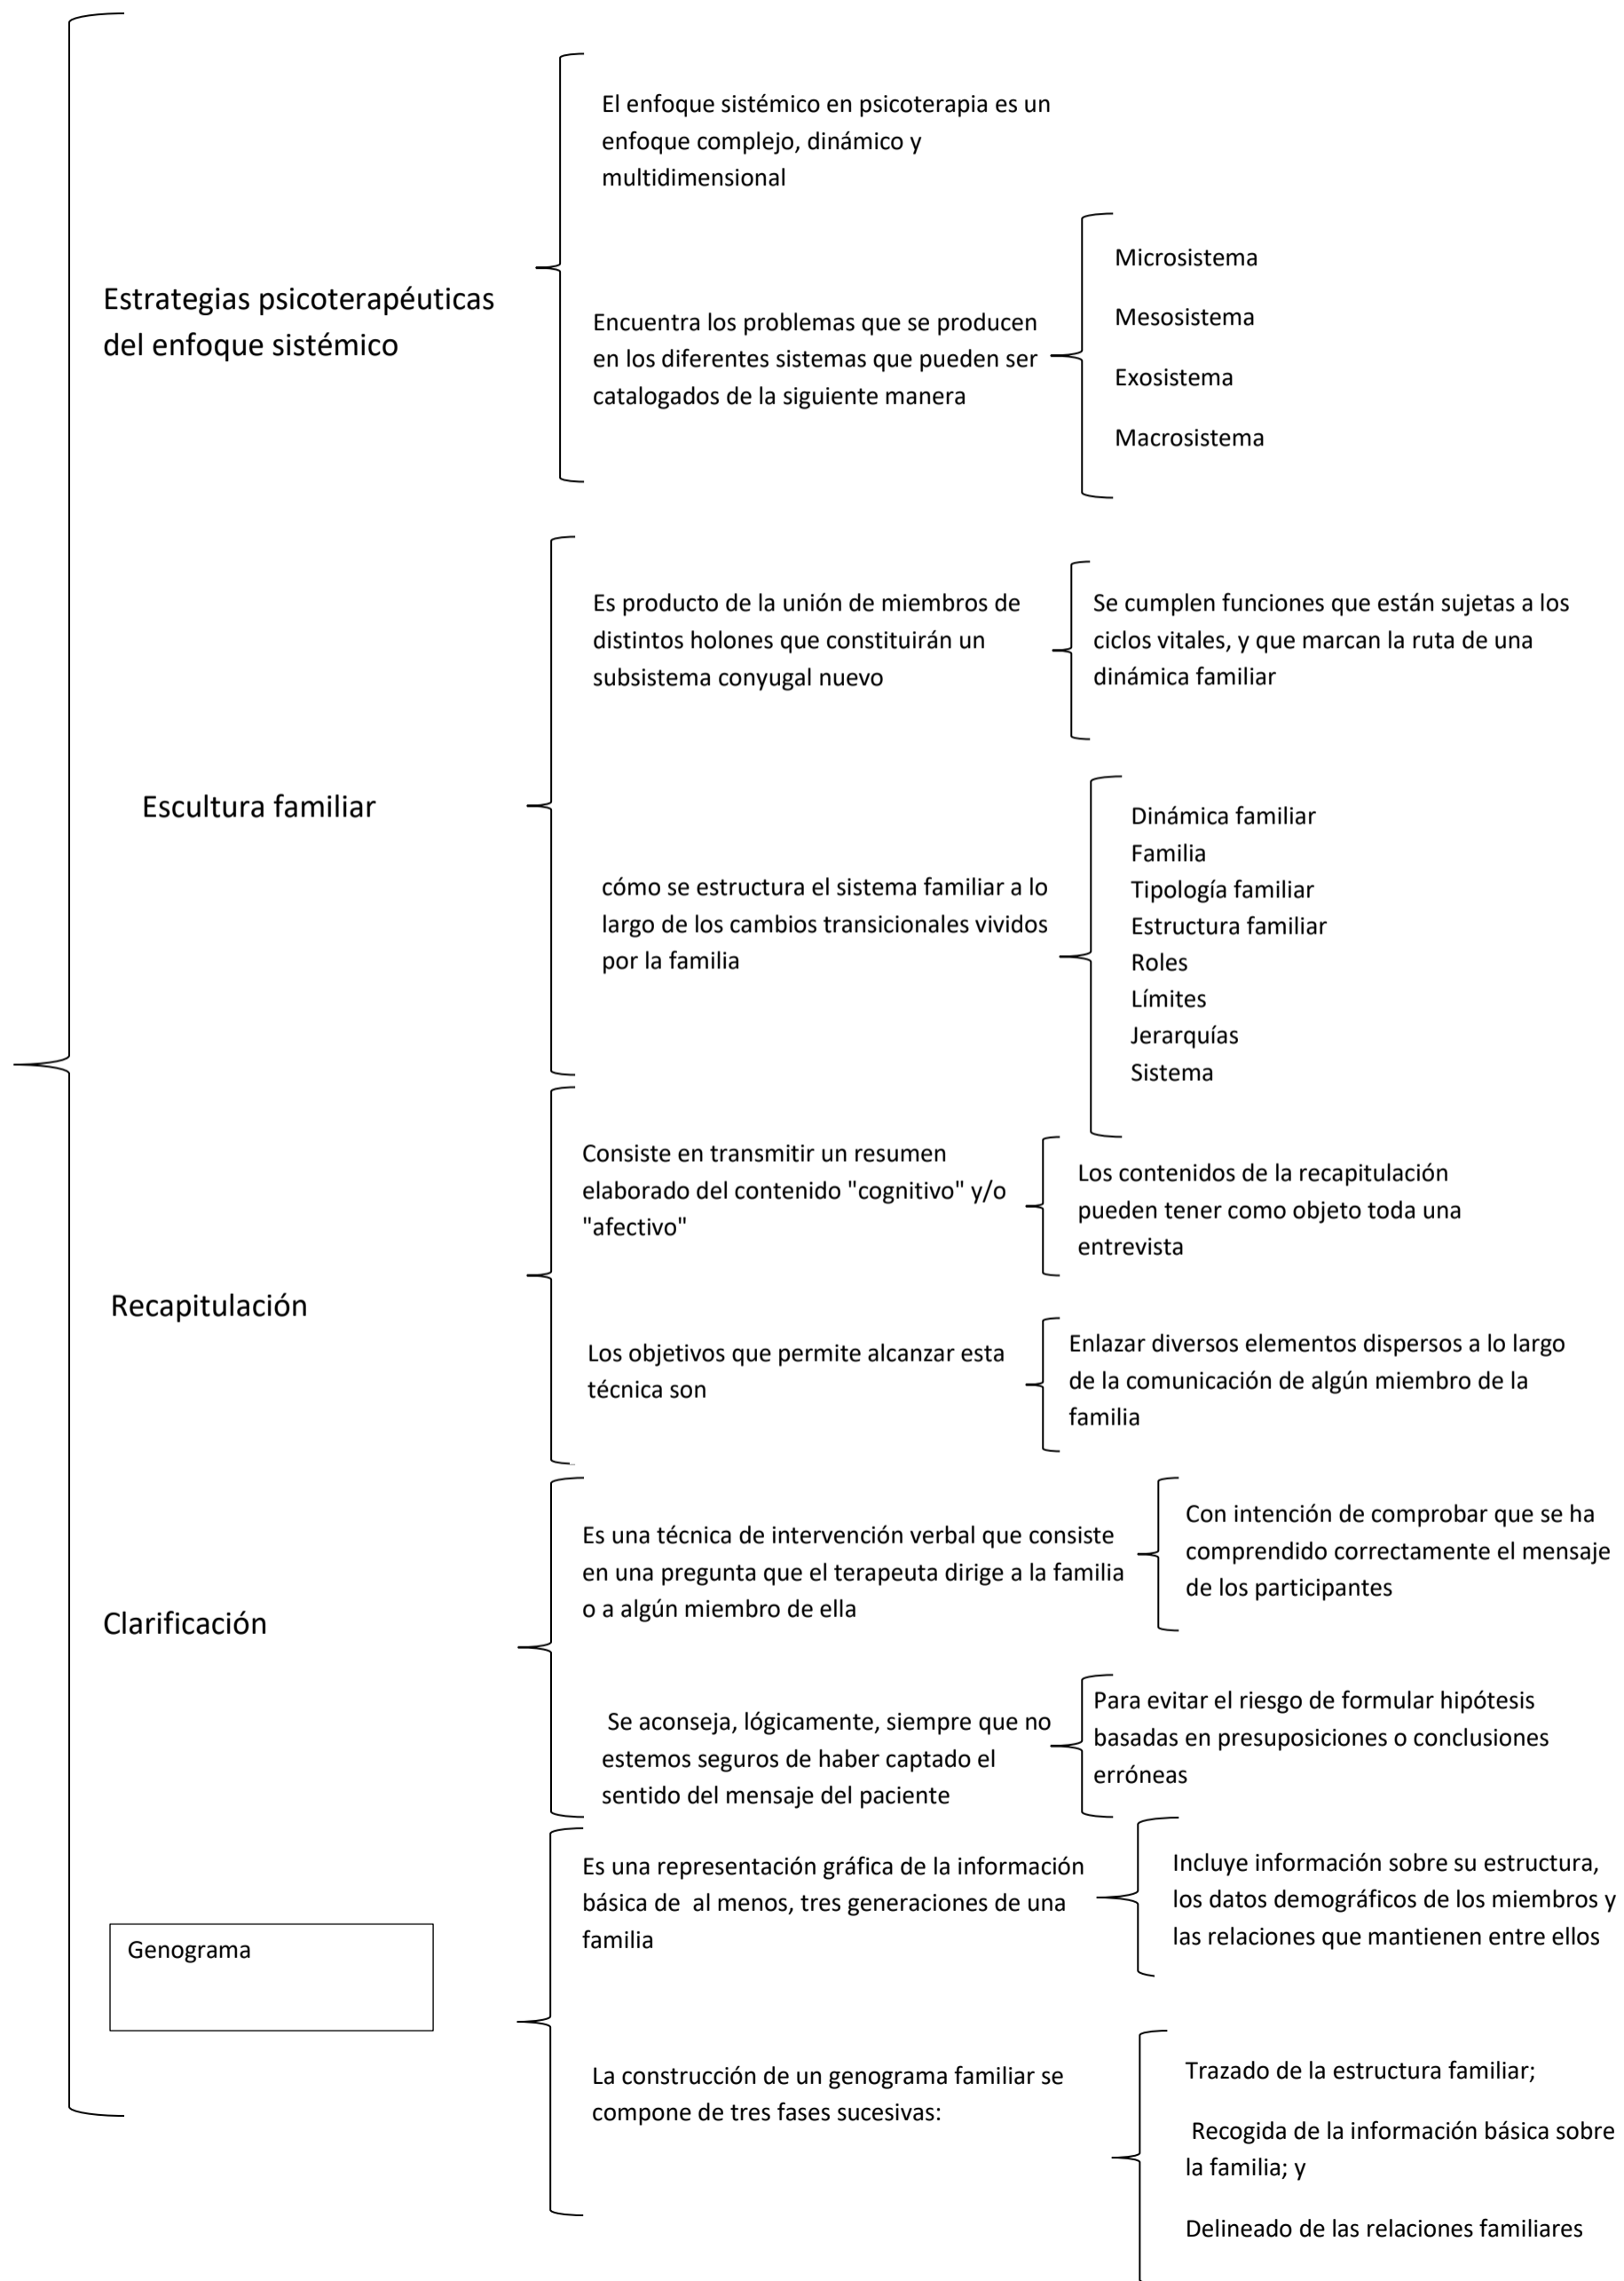 Estrategias psicoterapéuticas
del enfoque sistémico
El enfoque sistémico en psicoterapia es un
enfoque complejo, dinámico y
multidimensional
Encuentra los problemas que se producen
en los diferentes sistemas que pueden ser
catalogados de la siguiente manera
Microsistema
Mesosistema
Exosistema
Macrosistema
Escultura familiar
Es producto de la unión de miembros de
distintos holones que constituirán un
subsistema conyugal nuevo
Se cumplen funciones que están sujetas a los
ciclos vitales, y que marcan la ruta de una
dinámica familiar
cómo se estructura el sistema familiar a lo
largo de los cambios transicionales vividos
por la familia
Dinámica familiar
Familia
Tipología familiar
Estructura familiar
Roles
Límites
Jerarquías
Sistema
Recapitulación
Consiste en transmitir un resumen
elaborado del contenido "cognitivo" y/o
"afectivo"
Los contenidos de la recapitulación
pueden tener como objeto toda una
entrevista
Los objetivos que permite alcanzar esta
técnica son
Enlazar diversos elementos dispersos a lo largo
de la comunicación de algún miembro de la
familia
Clarificación
Es una técnica de intervención verbal que consiste
en una pregunta que el terapeuta dirige a la familia
o a algún miembro de ella
Con intención de comprobar que se ha
comprendido correctamente el mensaje
de los participantes
Se aconseja, lógicamente, siempre que no
estemos seguros de haber captado el
sentido del mensaje del paciente
Para evitar el riesgo de formular hipótesis
basadas en presuposiciones o conclusiones
erróneas
Genograma
Es una representación gráfica de la información
básica de  al menos, tres generaciones de una
familia
Incluye información sobre su estructura,
los datos demográficos de los miembros y
las relaciones que mantienen entre ellos
La construcción de un genograma familiar se
compone de tres fases sucesivas:
Trazado de la estructura familiar;
Recogida de la información básica sobre
la familia; y
Delineado de las relaciones familiares